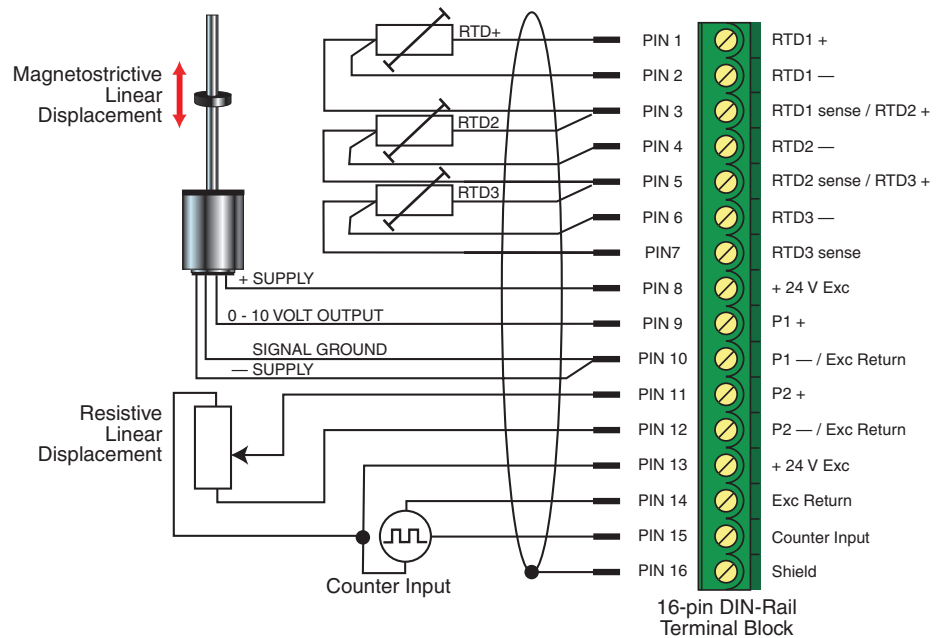 RTD+ PIN 1 RTD1 +
PIN 2 RTD1 —
Magnetostrictive
Linear
Displacement
PIN 3 RTD1 sense / RTD2 +
RTD2
PIN 4 RTD2 —
PIN 5 RTD2 sense / RTD3 +
RTD3
PIN 6 RTD3 —
PIN7 RTD3 sense
+ SUPPLY PIN 8 + 24 V Exc
0 - 10 VOLT OUTPUT PIN 9 P1 +
SIGNAL GROUND PIN 10 P1 — / Exc Return
— SUPPLY
PIN 11 P2 +
Resistive
Linear
Displacement
PIN 12 P2 — / Exc Return
PIN 13 + 24 V Exc
PIN 14 Exc Return
PIN 15 Counter Input
Counter Input
PIN 16 Shield
16-pin DIN-Rail
Terminal Block